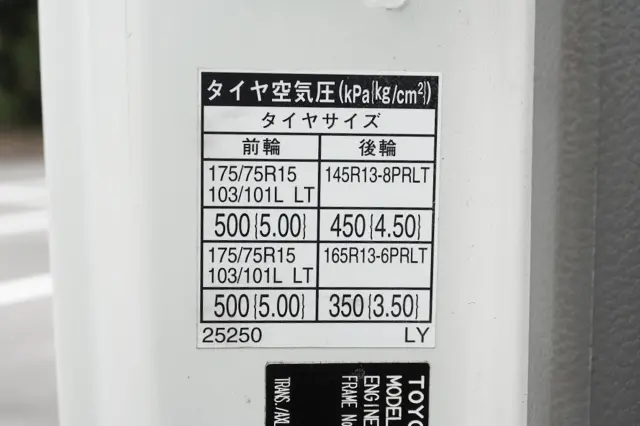 タイヤ空気圧(kPa{kg/cm²})
タイヤサイズ
前輪 後輪
175/75R15 145R13-8PRLT
103/101L LT
500{5.00} 450{4.50}
175/75R15 165R13-6PRLT
103/101L LT
500{5.00} 350{3.50}
25250 LY
TOYO
MODEL
ENGINE
FRAME No
TRANS./AXL